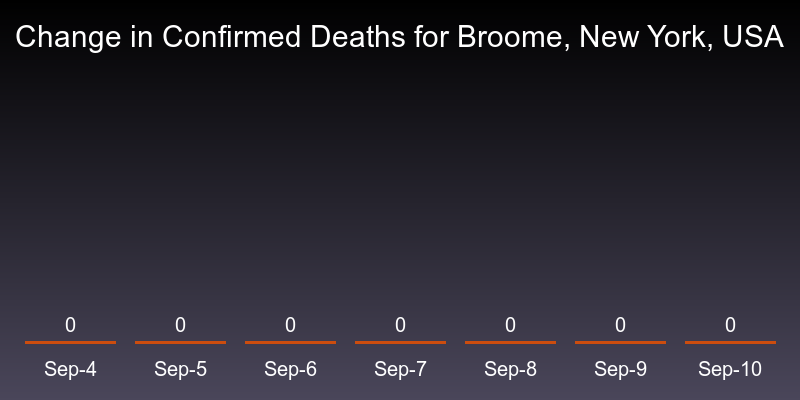 Change in Confirmed Deaths for Broome, New York, USA
0 0 0 0 0 0 0
Sep-4 Sep-5 Sep-6 Sep-7 Sep-8 Sep-9 Sep-10